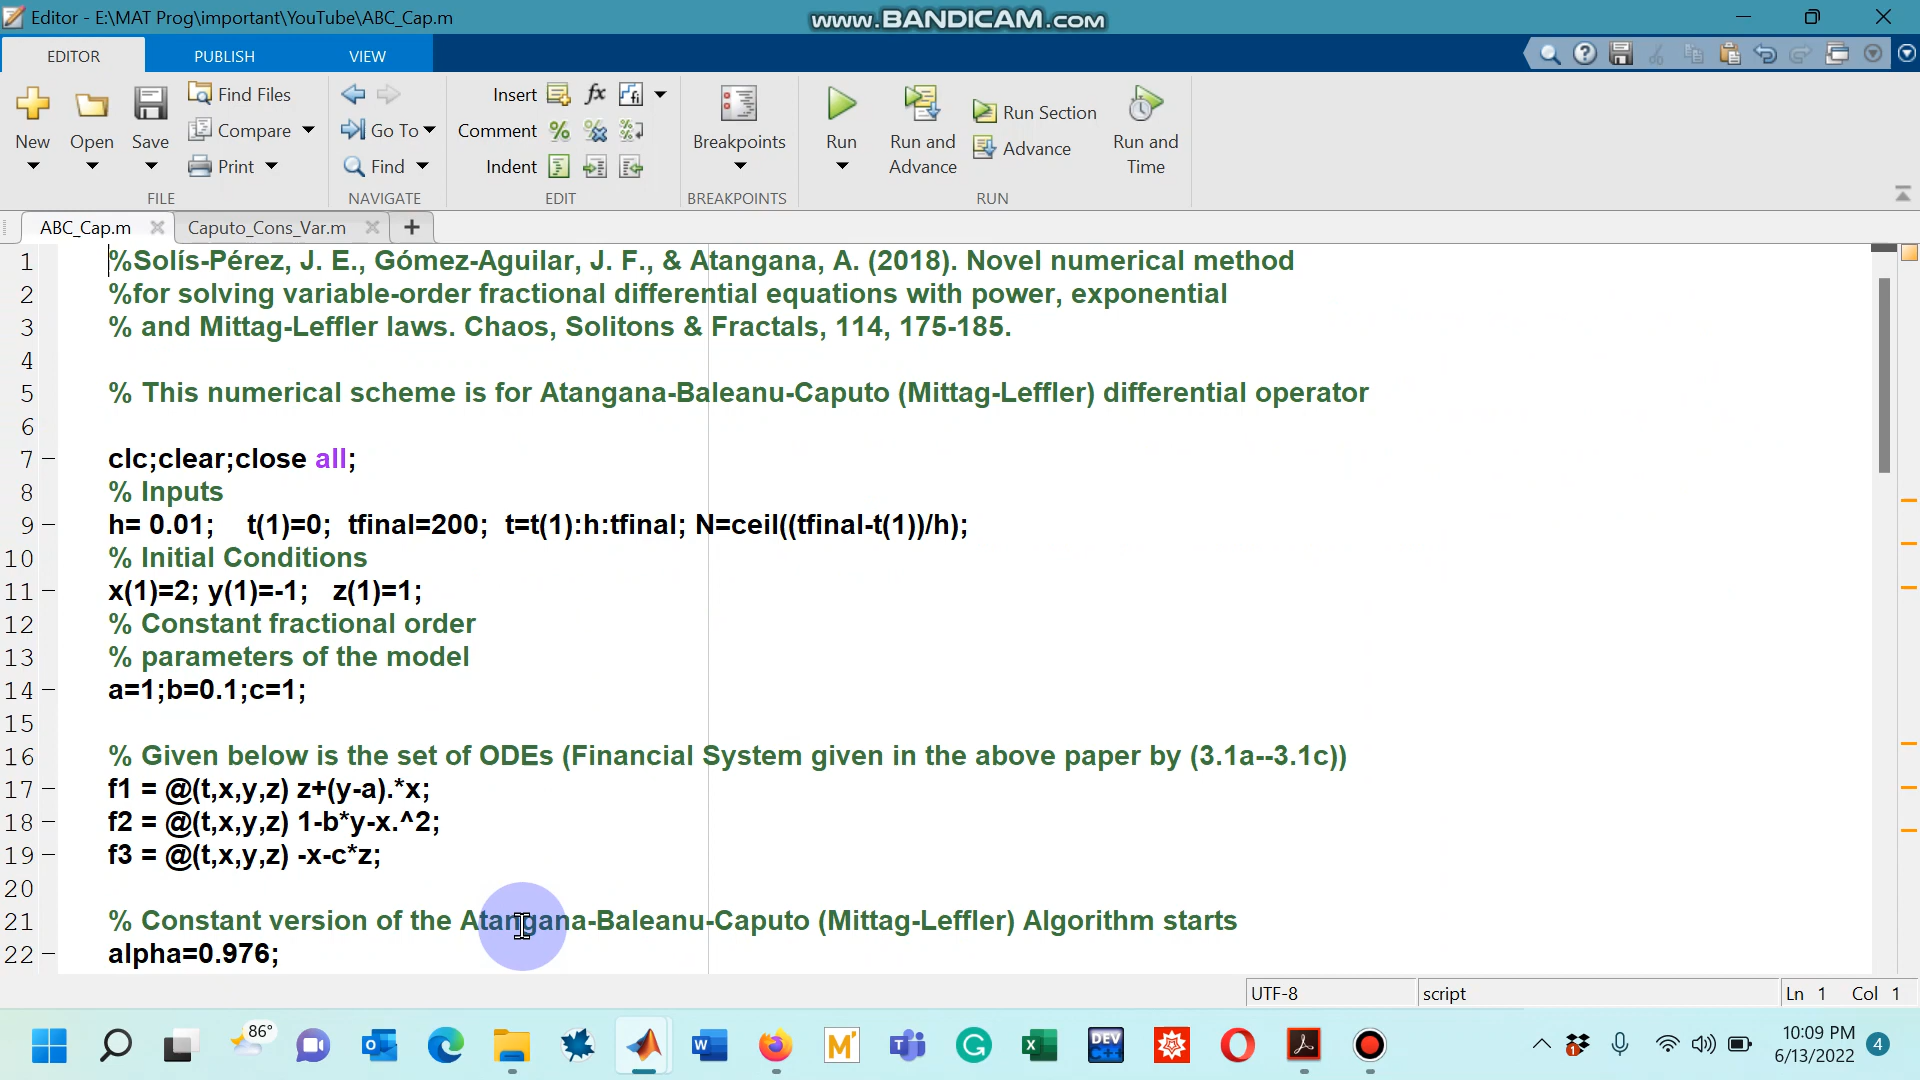 Editor - E:\MAT Prog\important\YouTube\ABC_Cap.m
www.BANDICAM.com
EDITOR PUBLISH VIEW
New Open Save
Find Files
Compare
Print
FILE
Go To
Find
NAVIGATE
Insert
Comment
Indent
EDIT
Breakpoints
BREAKPOINTS
Run
Run and Advance
Run Section
Advance
Run and Time
RUN
ABC_Cap.m Caputo_Cons_Var.m
1 %Solís-Pérez, J. E., Gómez-Aguilar, J. F., & Atangana, A. (2018). Novel numerical method
2 %for solving variable-order fractional differential equations with power, exponential
3 % and Mittag-Leffler laws. Chaos, Solitons & Fractals, 114, 175-185.
4
5 % This numerical scheme is for Atangana-Baleanu-Caputo (Mittag-Leffler) differential operator
6
7 clc;clear;close all;
8 % Inputs
9 h= 0.01; t(1)=0; tfinal=200; t=t(1):h:tfinal; N=ceil((tfinal-t(1))/h);
10 % Initial Conditions
11 x(1)=2; y(1)=-1; z(1)=1;
12 % Constant fractional order
13 % parameters of the model
14 a=1;b=0.1;c=1;
15
16 % Given below is the set of ODEs (Financial System given in the above paper by (3.1a--3.1c))
17 f1 = @(t,x,y,z) z+(y-a).*x;
18 f2 = @(t,x,y,z) 1-b*y-x.^2;
19 f3 = @(t,x,y,z) -x-c*z;
20
21 % Constant version of the Atangana-Baleanu-Caputo (Mittag-Leffler) Algorithm starts
22 alpha=0.976;
UTF-8 script Ln 1 Col 1
86°
DEV C++
10:09 PM
6/13/2022
4